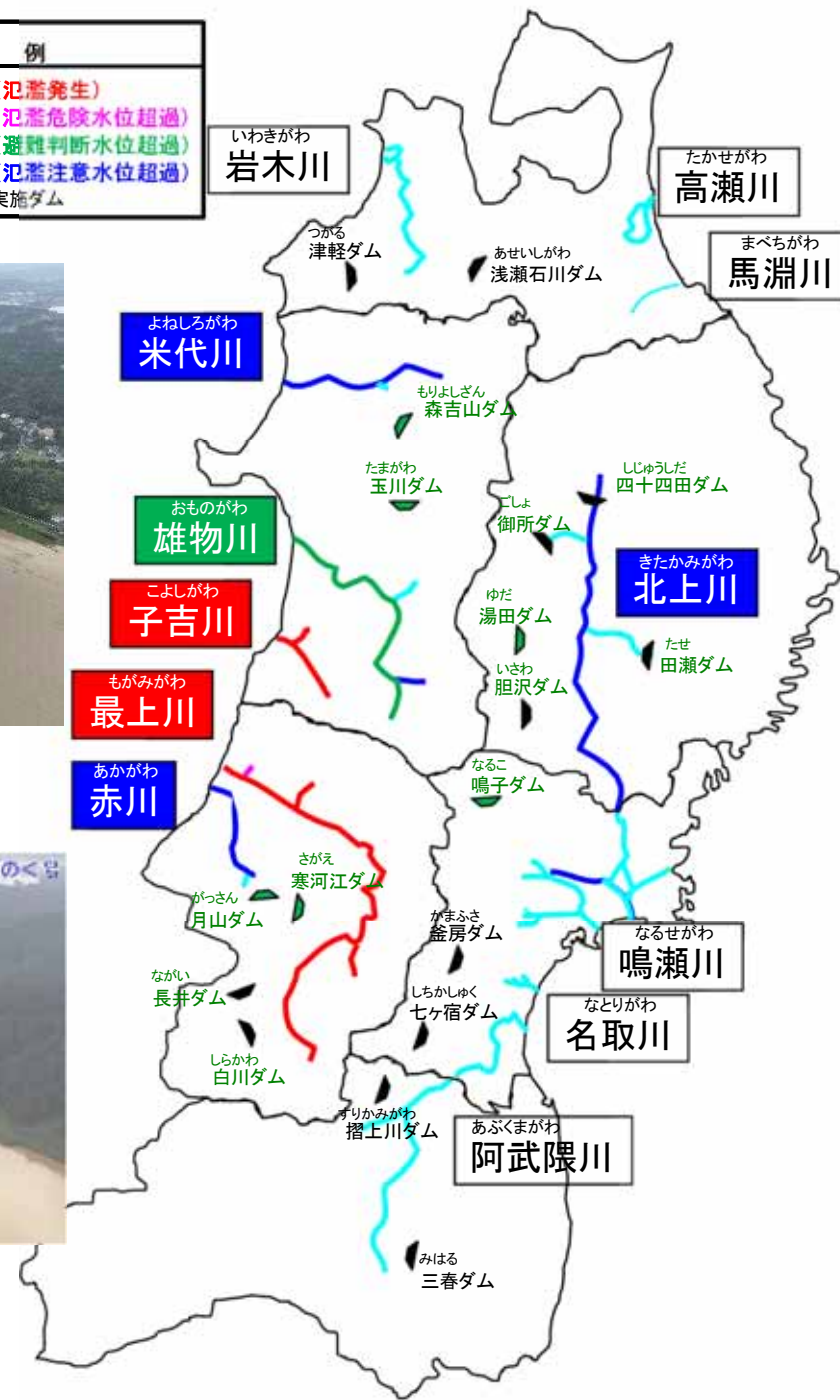 例
氾濫発生)
氾濫危険水位超過)
避難判断水位超過)
氾濫注意水位超過)
実施ダム
いわきがわ
岩木川
たかせがわ
高瀬川
まべちがわ
馬淵川
つがる
津軽ダム
あせいしがわ
浅瀬石川ダム
よねしろがわ
米代川
もりよしざん
森吉山ダム
たまがわ
玉川ダム
しじゅうしだ
四十四田ダム
ごしょ
御所ダム
おものがわ
雄物川
きたかみがわ
北上川
こよしがわ
子吉川
ゆだ
湯田ダム
たせ
田瀬ダム
いさわ
胆沢ダム
もがみがわ
最上川
あかがわ
赤川
なるこ
鳴子ダム
さがえ
寒河江ダム
がっさん
月山ダム
かまふさ
釜房ダム
なるせがわ
鳴瀬川
ながい
長井ダム
しちかしゅく
七ヶ宿ダム
なとりがわ
名取川
しらかわ
白川ダム
すりかみがわ
摺上川ダム
あぶくまがわ
阿武隈川
みはる
三春ダム
のく